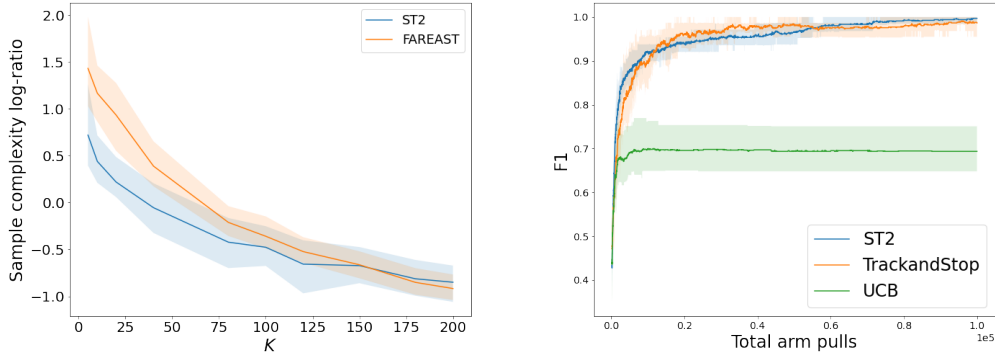 Sample complexity log-ratio
2.0
1.5
1.0
0.5
0.0
−0.5
−1.0
0
25
50
75
100
125
150
175
200
K
ST2
FAREAST
F1
1.0
0.9
0.8
0.7
0.6
0.5
0.4
0.0
0.2
0.4
0.6
0.8
1.0
1e5
Total arm pulls
ST2
TrackandStop
UCB